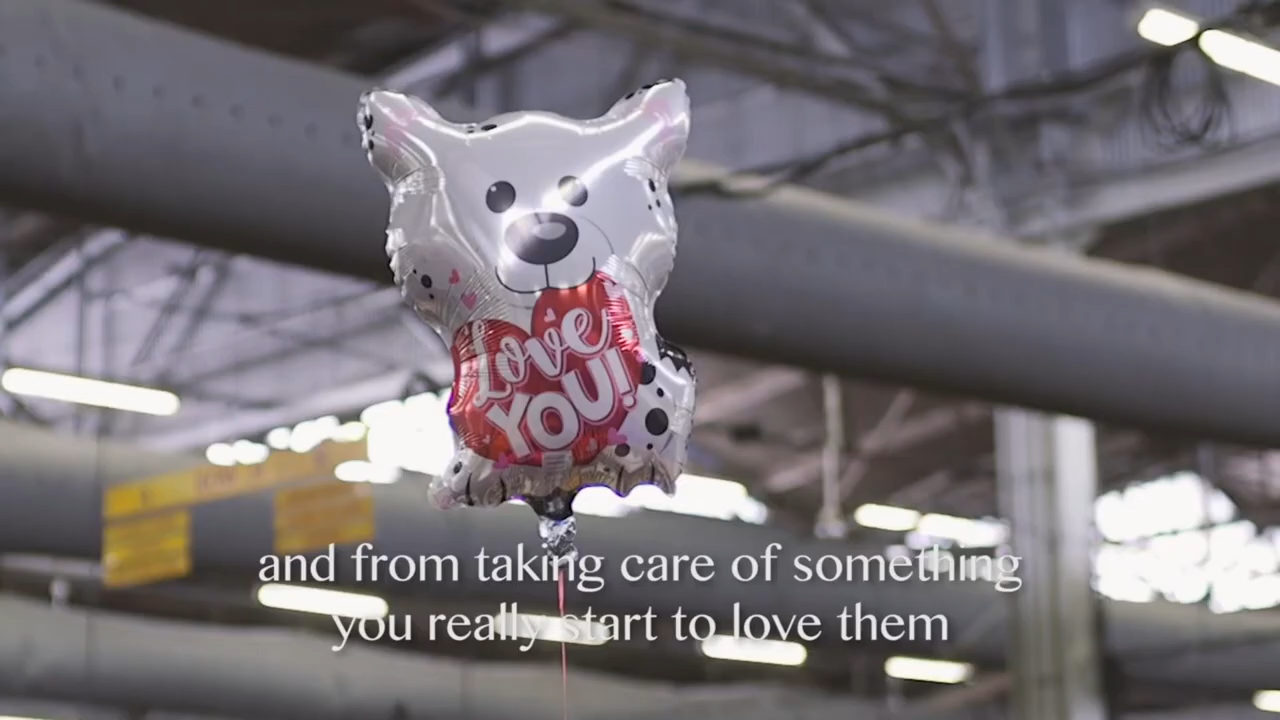 Love
YOU!
and from taking care of something
you really start to love them